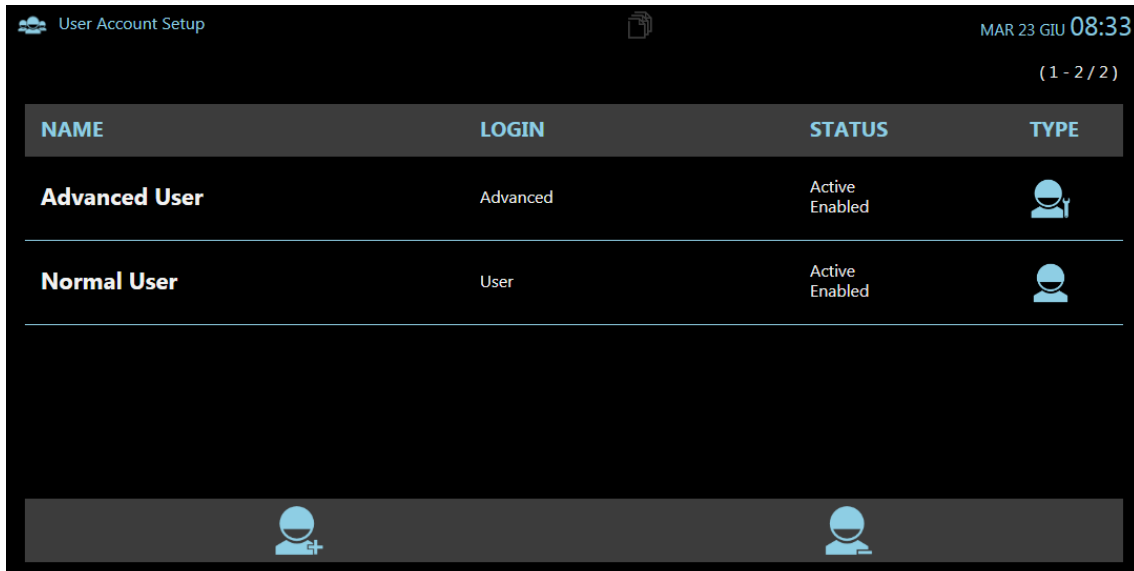 User Account Setup
MAR 23 GIU 08:33
( 1 - 2 / 2 )
NAME LOGIN STATUS TYPE
Advanced User Advanced Active
Enabled
Normal User User Active
Enabled